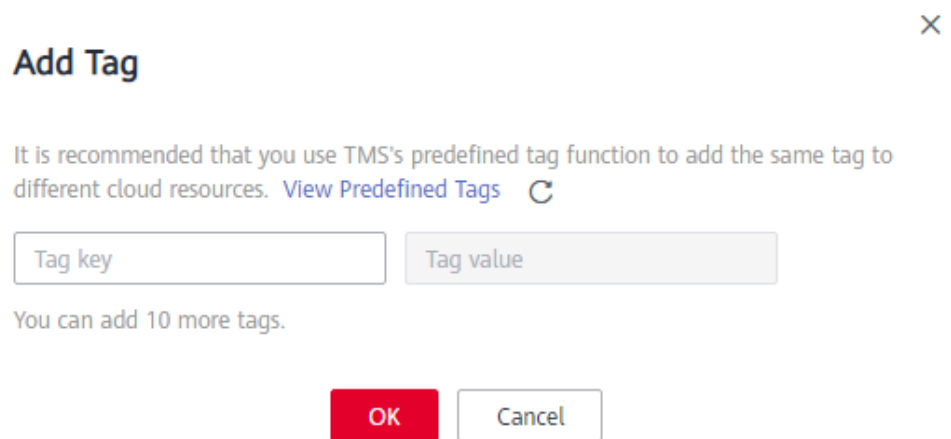 Add Tag
It is recommended that you use TMS's predefined tag function to add the same tag to
different cloud resources. View Predefined Tags
Tag key Tag value
You can add 10 more tags.
OK Cancel